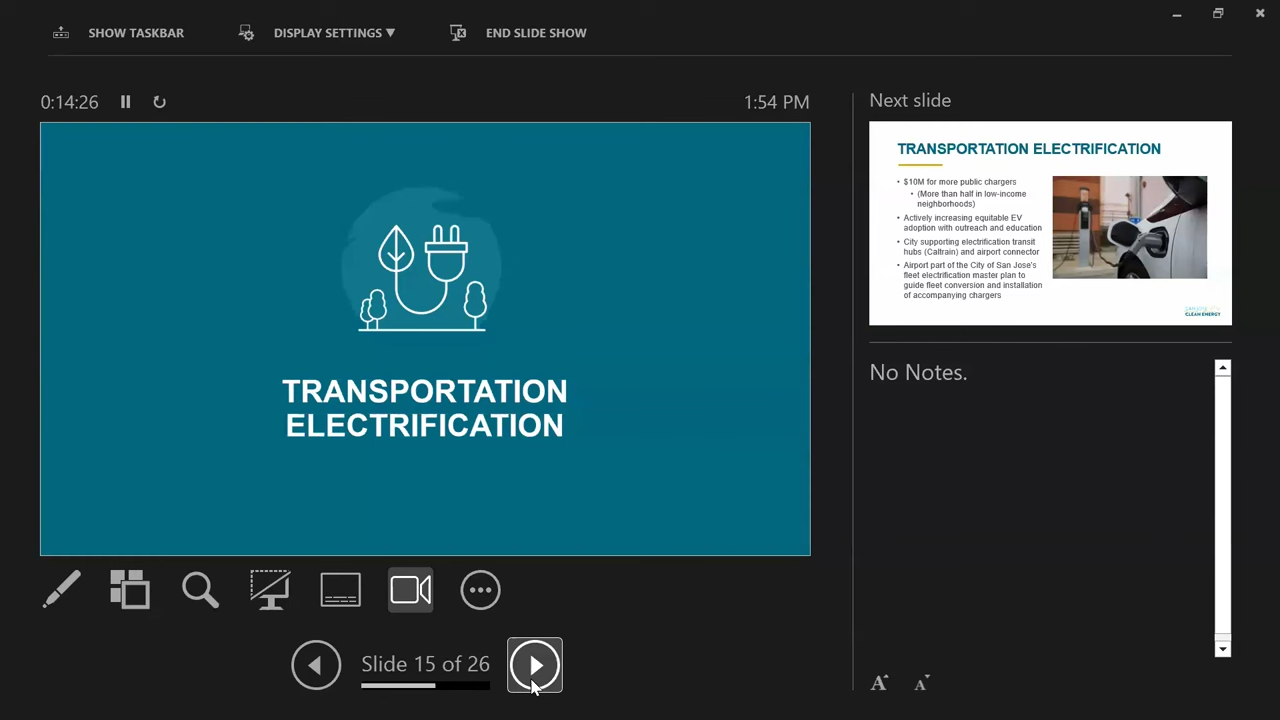 SHOW TASKBAR
DISPLAY SETTINGS ▼
END SLIDE SHOW
0:14:26
1:54 PM
TRANSPORTATION
ELECTRIFICATION
Slide 15 of 26
Next slide
TRANSPORTATION ELECTRIFICATION
• $10M for more public chargers
• (More than half in low-income
neighborhoods)
• Actively increasing equitable EV
adoption with outreach and education
• City supporting electrification transit
hubs (Caltrain) and airport connector
• Airport part of the City of San Jose's
fleet electrification master plan to
guide fleet conversion and installation
of accompanying chargers
SAN JOSE
CLEAN ENERGY
No Notes.
A
A